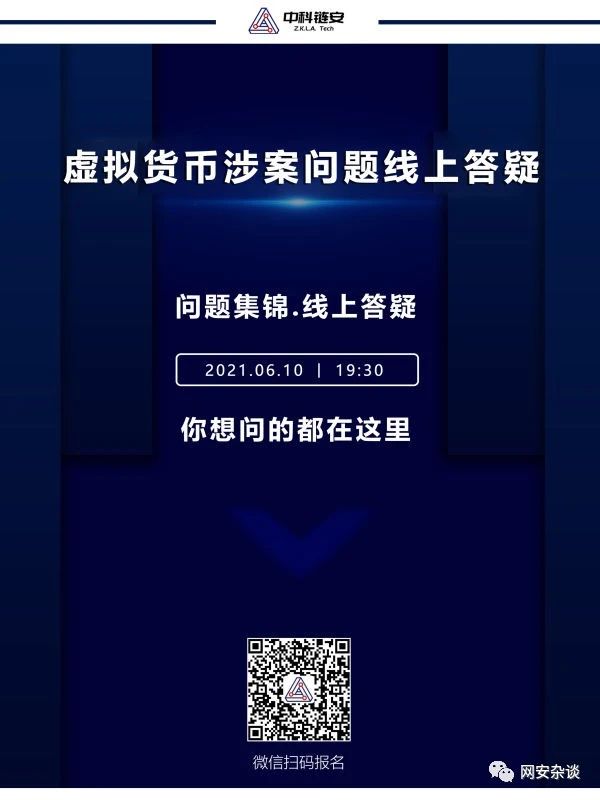 中科链安
Z.K.L.A. Tech
虚拟货币涉案问题线上答疑
问题集锦.线上答疑
2021.06.10 | 19:30
你想问的都在这里
微信扫码报名
网安杂谈